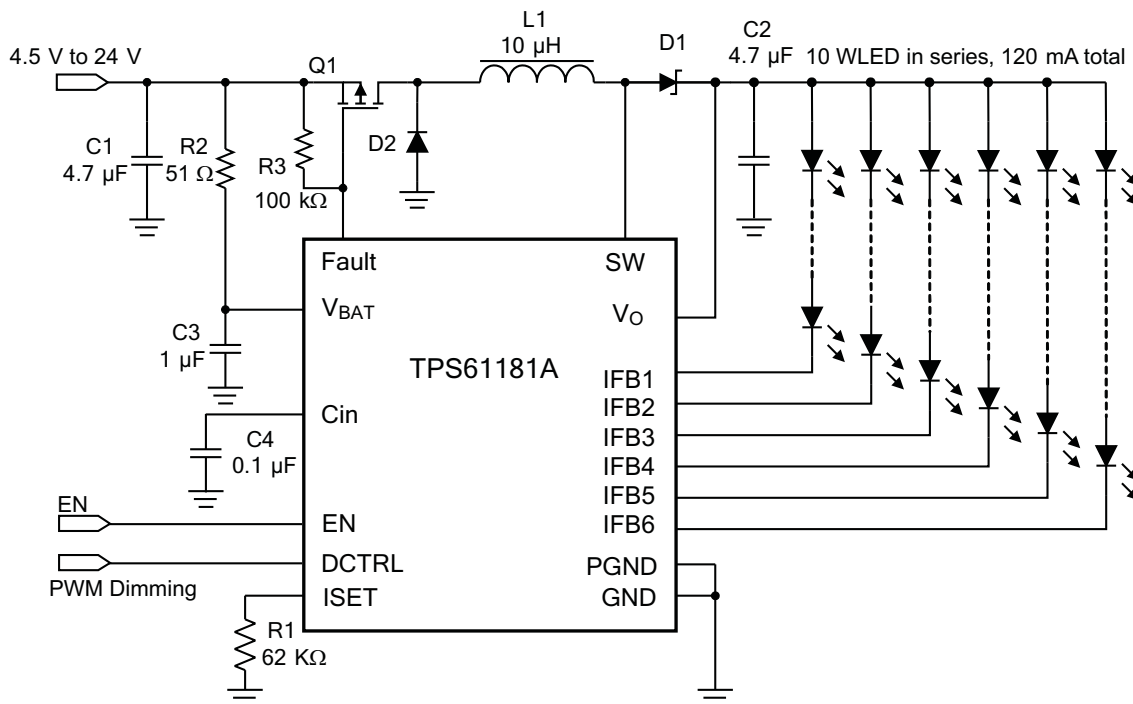 4.5 V to 24 V
Q1
L1
10 µH
D1
C2
4.7 µF
10 WLED in series, 120 mA total
C1
4.7 µF
R2
51 Ω
R3
100 kΩ
D2
Fault
SW
VBAT
VO
C3
1 µF
TPS61181A
IFB1
IFB2
IFB3
IFB4
IFB5
IFB6
Cin
C4
0.1 µF
EN
EN
DCTRL
PWM Dimming
ISET
PGND
GND
R1
62 KΩ